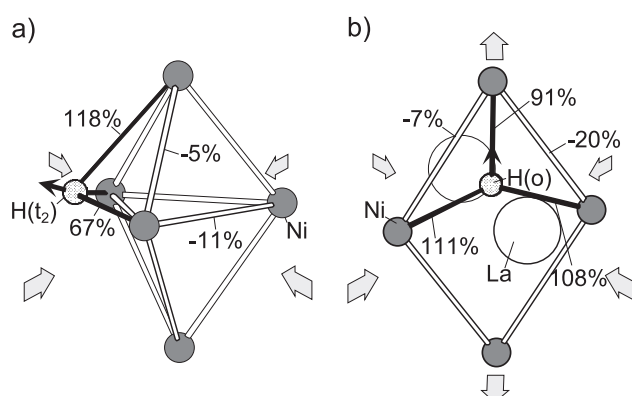 a)
118%
-5%
H(t2)
67%
-11%
Ni
b)
91%
-7%
-20%
H(o)
Ni
111%
La
108%